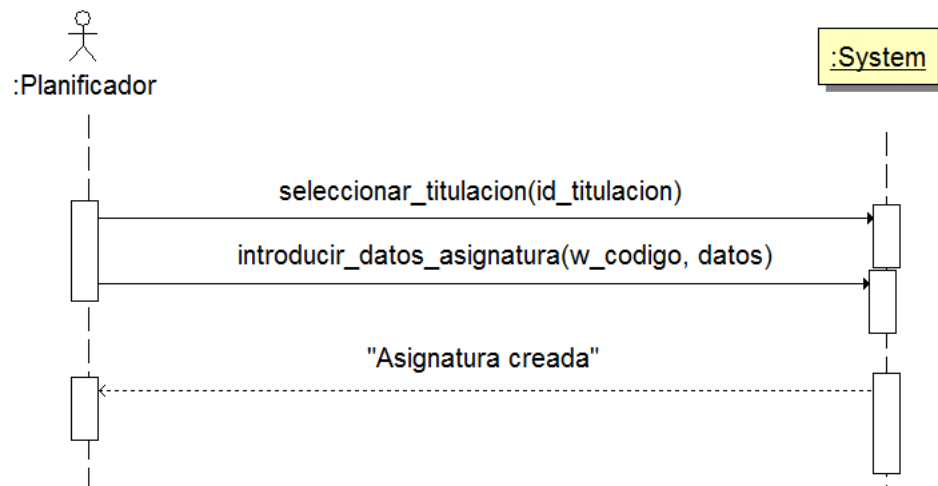 :Planificador
:System
seleccionar_titulacion(id_titulacion)
introducir_datos_asignatura(w_codigo, datos)
"Asignatura creada"